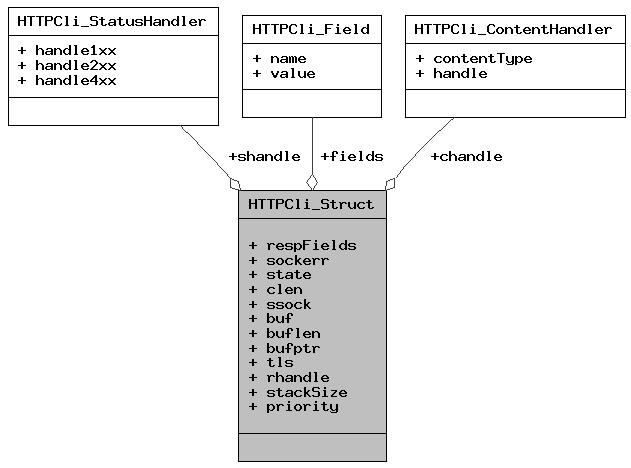 HTTPCli_StatusHandler
+ handle1xx
+ handle2xx
+ handle4xx
HTTPCli_Field
+ name
+ value
HTTPCli_ContentHandler
+ contentType
+ handle
+shandle
+fields
+chandle
HTTPCli_Struct
+ respFields
+ sockerr
+ state
+ clen
+ ssock
+ buf
+ buflen
+ bufptr
+ tls
+ rhandle
+ stackSize
+ priority